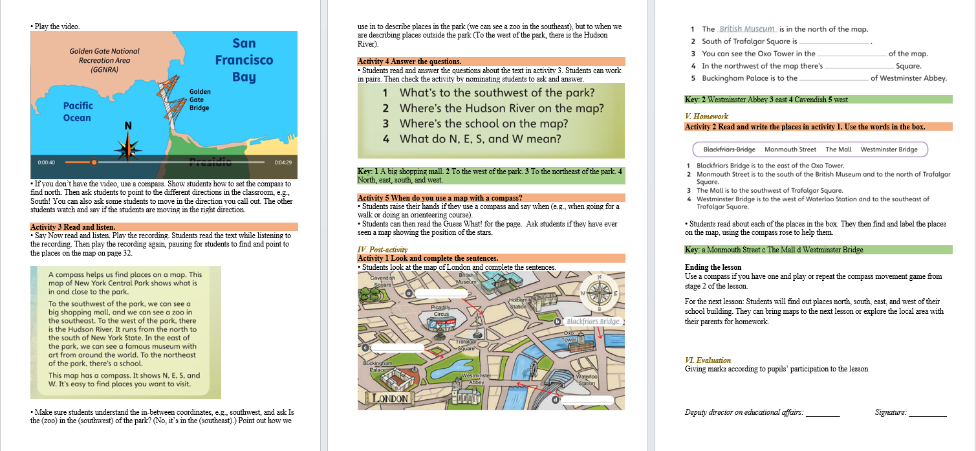 • Play the video.
San
Francisco
Bay
Golden Gate National
Recreation Area
(GGNRA)
Golden
Gate
Bridge
Pacific
Ocean
N
Presidio
0:00:40
0:04:29
• If you don't have the video, use a compass. Show students how to set the compass to
find north. Then ask students to point to the different directions in the classroom, e.g.,
South! You can also ask some students to move in the direction you call out. The other
students watch and say if the students are moving in the right direction.
Activity 3 Read and listen.
• Say Now read and listen. Play the recording. Students read the text while listening to
the recording. Then play the recording again, pausing for students to find and point to
the places on the map on page 32.
A compass helps us find places on a map. This
map of New York Central Park shows what is
in and close to the park.
To the southwest of the park, we can see a
big shopping mall, and we can see a zoo in
the southeast. To the west of the park, there
is the Hudson River. It runs from the north to
the south of New York State. In the east of
the park, we can see a famous museum with
art from around the world. To the northeast
of the park, there's a school.
This map has a compass. It shows N, E, S, and
W. It's easy to find places you want to visit.
• Make sure students understand the in-between coordinates, e.g., southwest, and ask Is
the (zoo) in the (southwest) of the park? (No, it's in the (southeast).) Point out how we
use in to describe places in the park (we can see a zoo in the southeast), but to when we
are describing places outside the park (To the west of the park, there is the Hudson
River).
Activity 4 Answer the questions.
• Students read and answer the questions about the text in activity 3. Students can work
in pairs. Then check the activity by nominating students to ask and answer.
1 What's to the southwest of the park?
2 Where's the Hudson River on the map?
3 Where's the school on the map?
4 What do N, E, S, and W mean?
Key: 1 A big shopping mall. 2 To the west of the park. 3 To the northeast of the park. 4
North, east, south, and west.
Activity 5 When do you use a map with a compass?
• Students raise their hands if they use a compass and say when (e.g., when going for a
walk or doing an orienteering course).
• Students can then read the Guess What! for the page. Ask students if they have ever
seen a map showing the position of the stars.
IV. Post-activity
Activity 1 Look and complete the sentences.
• Students look at the map of London and complete the sentences.
Cavendish
Square
British
Museum
Holborn
Station
Circus
Blackfriars Bridge
Oxo
Tower
Trafalgar
Square
Buckingham
Palace
Westminster
Abbey
Waterloo
Station
LONDON
1 The British Museum is in the north of the map.
2 South of Trafalgar Square is ____________ .
3 You can see the Oxo Tower in the ____________ of the map.
4 In the northwest of the map there's ____________ Square.
5 Buckingham Palace is to the ____________ of Westminster Abbey.
Key: 2 Westminster Abbey 3 east 4 Cavendish 5 west
V. Homework
Activity 2 Read and write the places in activity 1. Use the words in the box.
Blackfriars Bridge Monmouth Street The Mall Westminster Bridge
1 Blackfriars Bridge is to the east of the Oxo Tower.
2 Monmouth Street is to the south of the British Museum and to the north of Trafalgar
Square.
3 The Mall is to the southwest of Trafalgar Square.
4 Westminster Bridge is to the west of Waterloo Station and to the southeast of
Trafalgar Square.
• Students read about each of the places in the box. They then find and label the places
on the map, using the compass rose to help them.
Key: a Monmouth Street c The Mall d Westminster Bridge
Ending the lesson
Use a compass if you have one and play or repeat the compass movement game from
stage 2 of the lesson.
For the next lesson: Students will find out places north, south, east, and west of their
school building. They can bring maps to the next lesson or explore the local area with
their parents for homework.
VI. Evaluation
Giving marks according to pupils' participation to the lesson
Deputy director on educational affairs: ________ Signature: ________